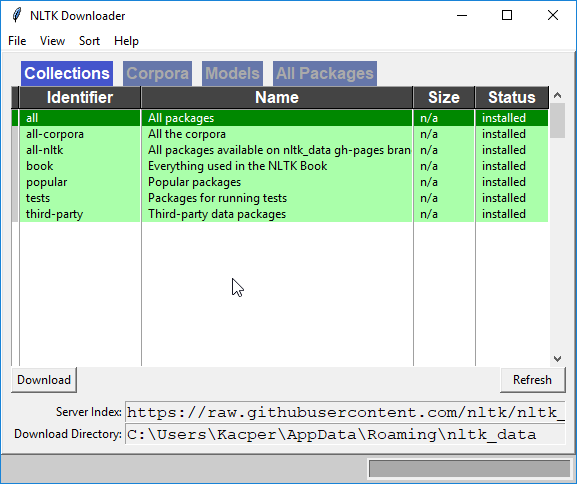 NLTK Downloader
File View Sort Help
Collections Corpora Models All Packages
Identifier Name Size Status
all All packages n/a installed
all-corpora All the corpora n/a installed
all-nltk All packages available on nltk_data gh-pages bran n/a installed
book Everything used in the NLTK Book n/a installed
popular Popular packages n/a installed
tests Packages for running tests n/a installed
third-party Third-party data packages n/a installed
Download Refresh
Server Index: https://raw.githubusercontent.com/nltk/nltk_
Download Directory: C:\Users\Kacper\AppData\Roaming\nltk_data